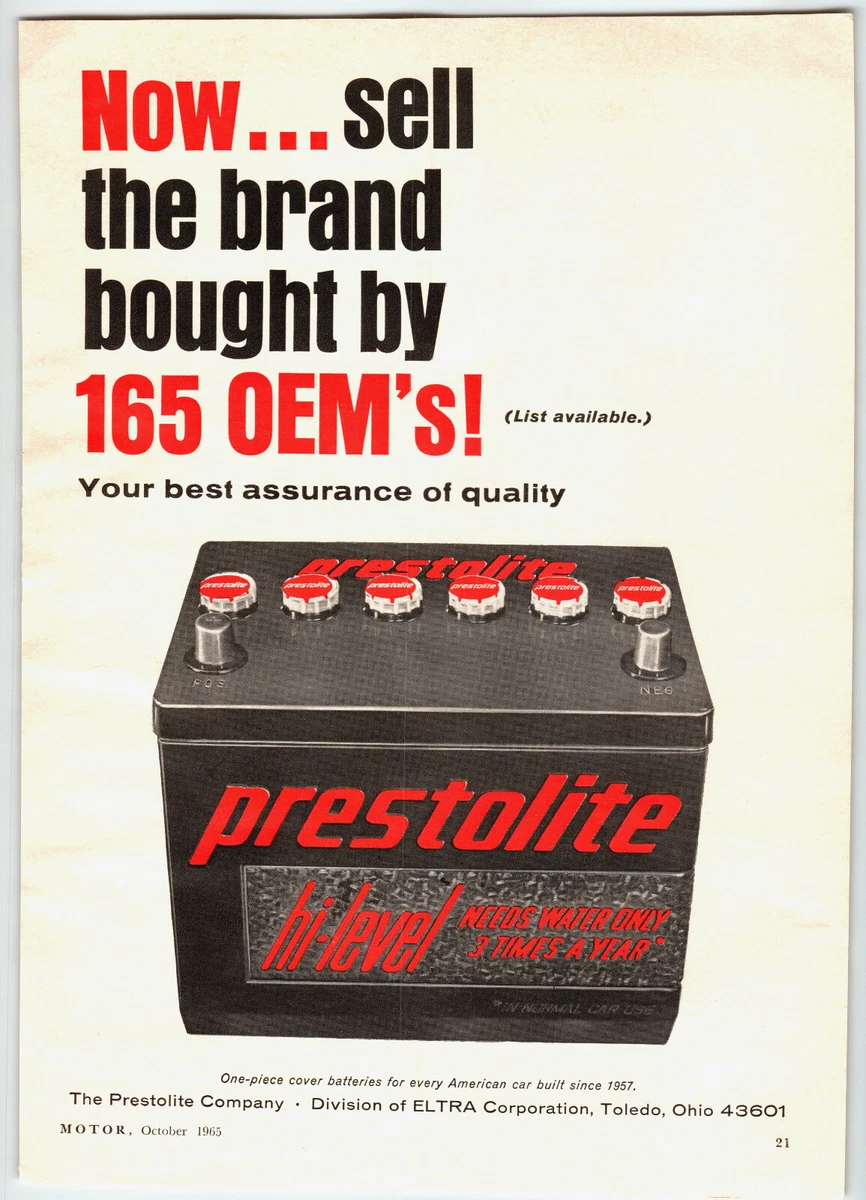 Now... sell
the brand
bought by
165 OEM's! (List available.)
Your best assurance of quality
prestolite
prestolite prestolite prestolite prestolite prestolite prestolite
POS NEG
prestolite
hi-level NEEDS WATER ONLY
3 TIMES A YEAR*
*IN NORMAL CAR USE
One-piece cover batteries for every American car built since 1957.
The Prestolite Company · Division of ELTRA Corporation, Toledo, Ohio 43601
MOTOR, October 1965
21